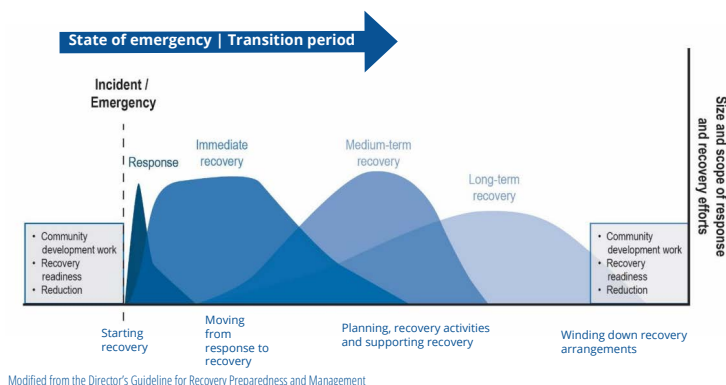 State of emergency | Transition period
Incident /
Emergency
Response
Immediate
recovery
Medium-term
recovery
Long-term
recovery
Size and scope of response
and recovery efforts
• Community
development work
• Recovery
readiness
• Reduction
• Community
development work
• Recovery
readiness
• Reduction
Starting
recovery
Moving
from
response to
recovery
Planning, recovery activities
and supporting recovery
Winding down recovery
arrangements
Modified from the Director's Guideline for Recovery Preparedness and Management